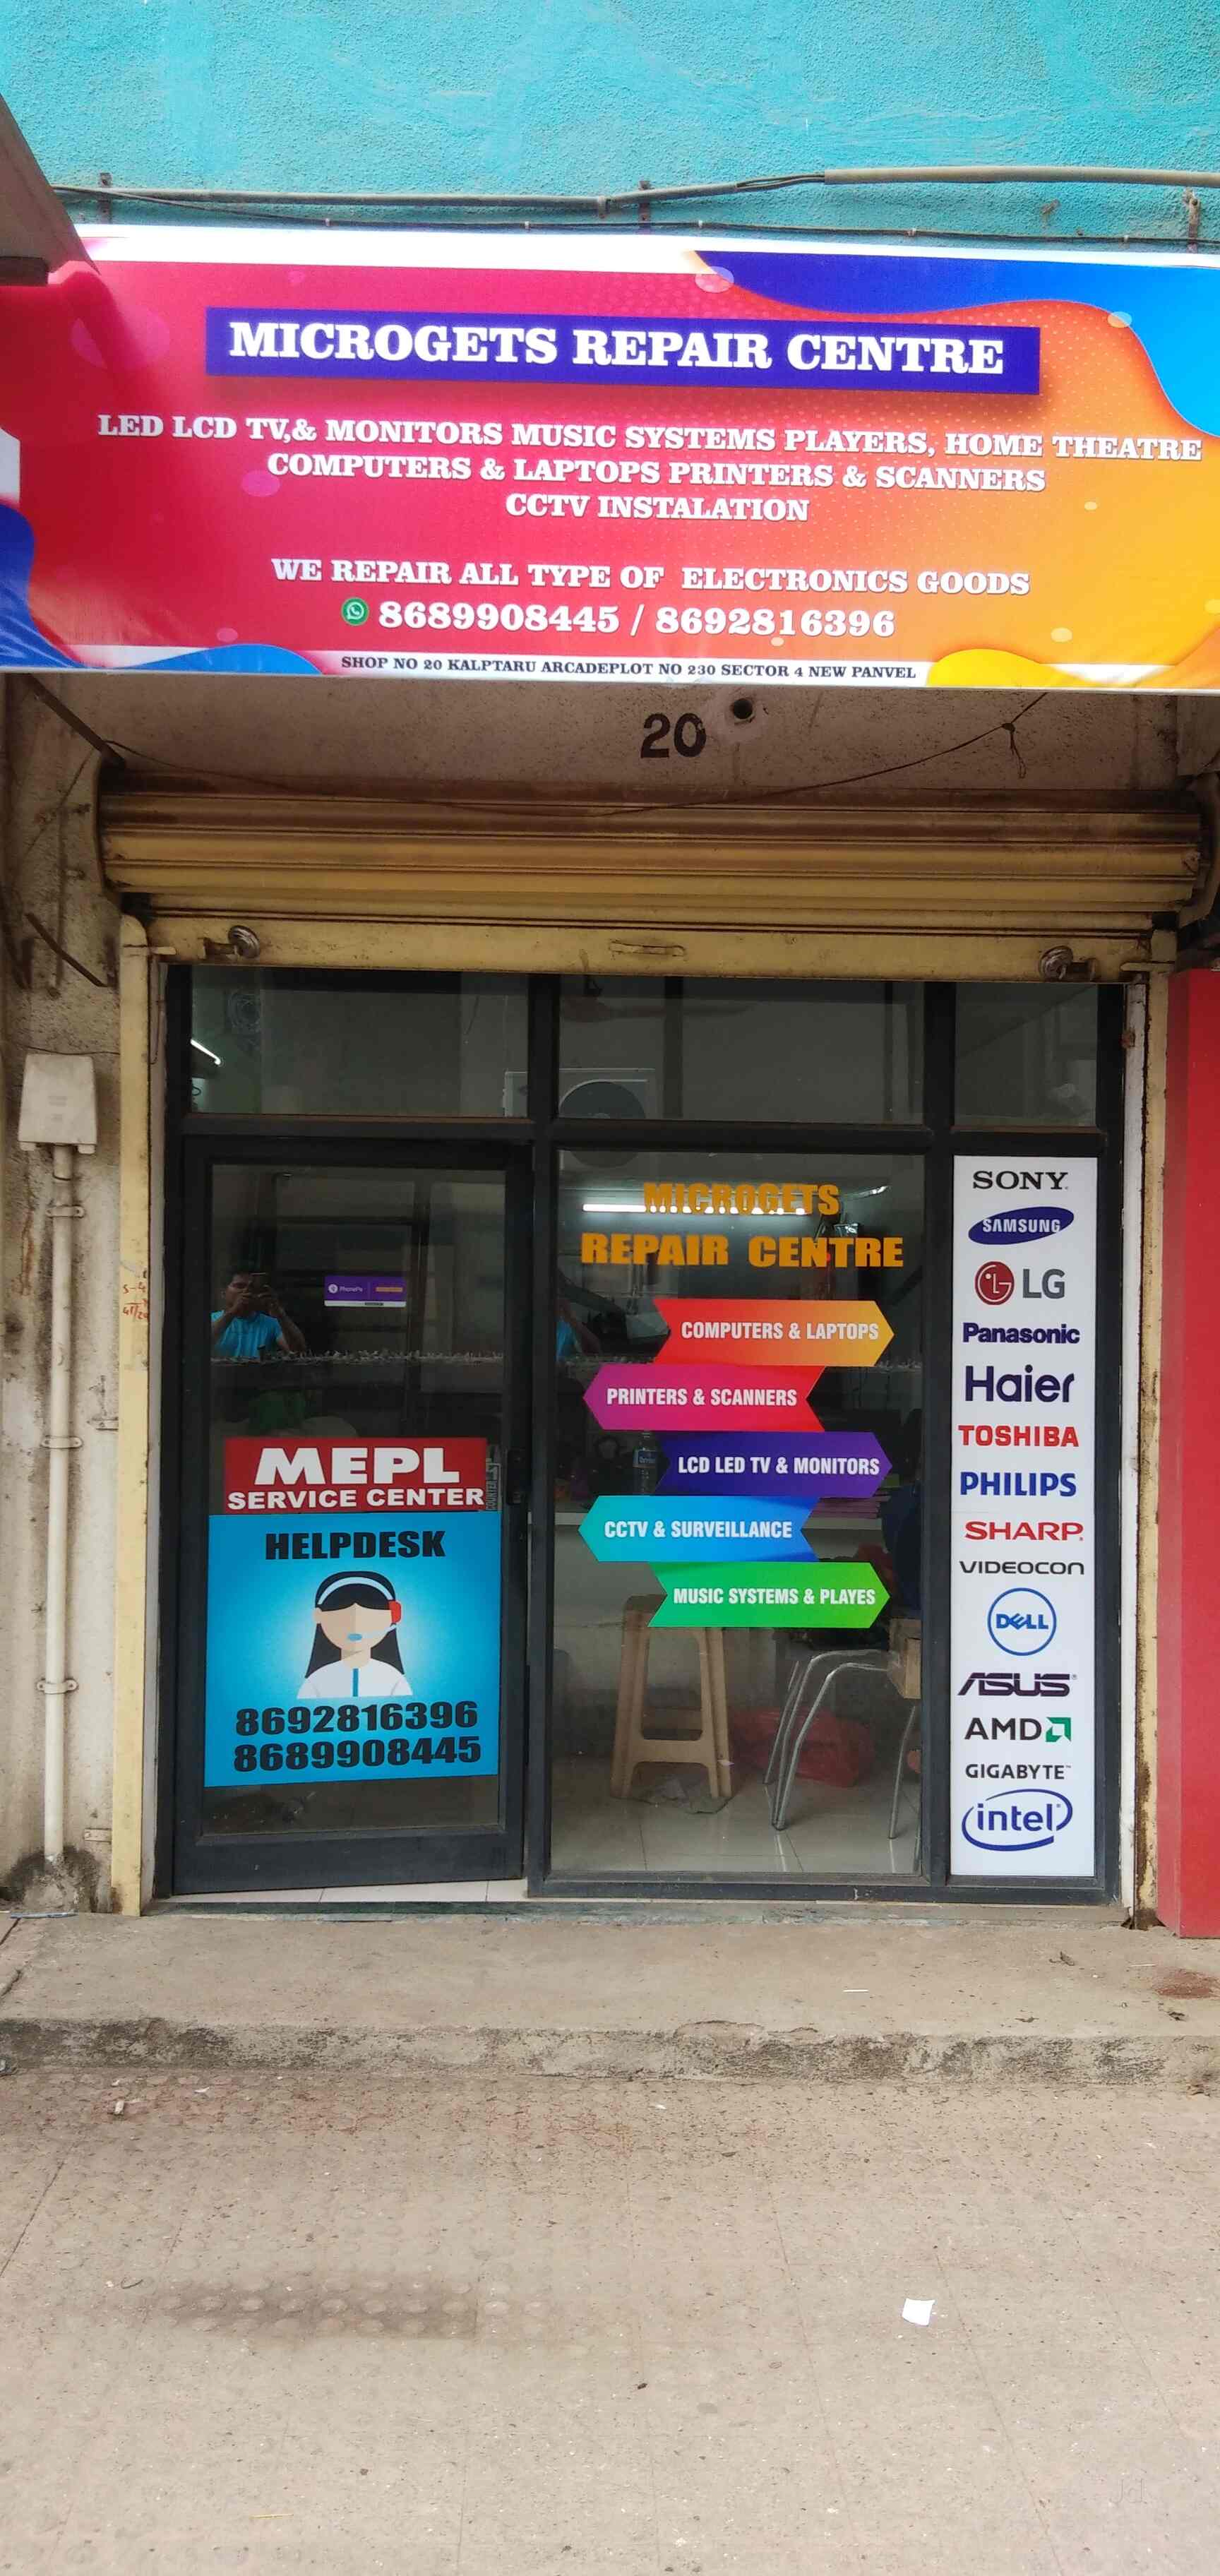 MICROGETS REPAIR CENTRE
LED LCD TV,& MONITORS MUSIC SYSTEMS PLAYERS, HOME THEATRE
COMPUTERS & LAPTOPS PRINTERS & SCANNERS
CCTV INSTALATION
WE REPAIR ALL TYPE OF ELECTRONICS GOODS
8689908445 / 8692816396
SHOP NO 20 KALPTARU ARCADEPLOT NO 230 SECTOR 4 NEW PANVEL
20
PhonePe
MEPL
SERVICE CENTER
HELPDESK
8692816396
8689908445
MICROGETS
REPAIR CENTRE
COMPUTERS & LAPTOPS
PRINTERS & SCANNERS
LCD LED TV & MONITORS
CCTV & SURVEILLANCE
MUSIC SYSTEMS & PLAYES
SONY
SAMSUNG
LG
Panasonic
Haier
TOSHIBA
PHILIPS
SHARP
VIDEOCON
DELL
ASUS
AMD
GIGABYTE™
intel
Jd